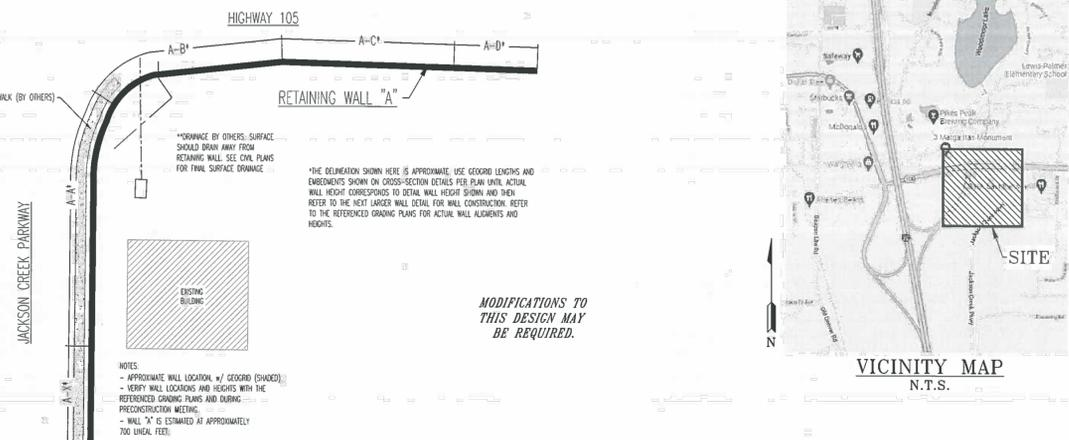 HIGHWAY 105
A-B*
A-C*
A-D*
RETAINING WALL "A"
WALK (BY OTHERS)
**DRAINAGE BY OTHERS; SURFACE
SHOULD DRAIN AWAY FROM
RETAINING WALL. SEE CIVIL PLANS
FOR FINAL SURFACE DRAINAGE
*THE DELINEATION SHOWN HERE IS APPROXIMATE, USE GEOGRID LENGTHS AND
EMBEDMENTS SHOWN ON CROSS-SECTION DETAILS PER PLAN UNTIL ACTUAL
WALL HEIGHT CORRESPONDS TO DETAIL WALL HEIGHT SHOWN AND THEN
REFER TO THE NEXT LARGER WALL DETAIL FOR WALL CONSTRUCTION. REFER
TO THE REFERENCED GRADING PLANS FOR ACTUAL WALL ALIGMENTS AND
HEIGHTS.
A-A*
JACKSON CREEK PARKWAY
EXISTING
BUILDING
A-X*
MODIFICATIONS TO
THIS DESIGN MAY
BE REQUIRED.
NOTES:
- APPROXIMATE WALL LOCATION, w/ GEOGRID (SHADED)
- VERIFY WALL LOCATIONS AND HEIGHTS WITH THE
REFERENCED GRADING PLANS AND DURING
PRECONSTRUCTION MEETING.
- WALL "A" IS ESTIMATED AT APPROXIMATELY
700 LINEAL FEET.
N
Woodmoor Lake
Safeway
Lewis-Palmer
Elementary School
Starbucks
McDonald
Pikes Peak
Brewing Company
Margaritas Monument
Jackson Creek Pkwy
Old Denver Rd
SITE
VICINITY MAP
N.T.S.